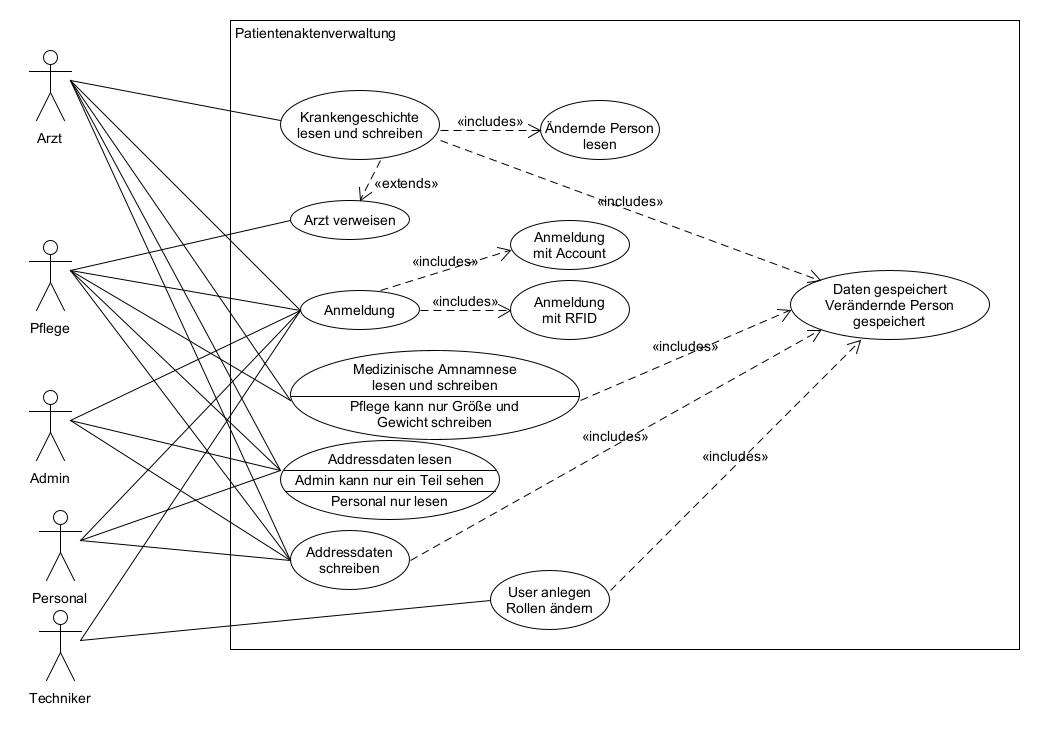 Patientenaktenverwaltung
Arzt
Krankengeschichte
lesen und schreiben
«includes»
Ändernde Person
lesen
«extends»
«includes»
Arzt verweisen
Anmeldung
mit Account
«includes»
Pflege
Anmeldung
«includes»
Anmeldung
mit RFID
Daten gespeichert
Verändernde Person
gespeichert
Medizinische Amnamnese
lesen und schreiben
Pflege kann nur Größe und
Gewicht schreiben
«includes»
Admin
Addressdaten lesen
Admin kann nur ein Teil sehen
Personal nur lesen
«includes»
«includes»
Personal
Addressdaten
schreiben
User anlegen
Rollen ändern
Techniker